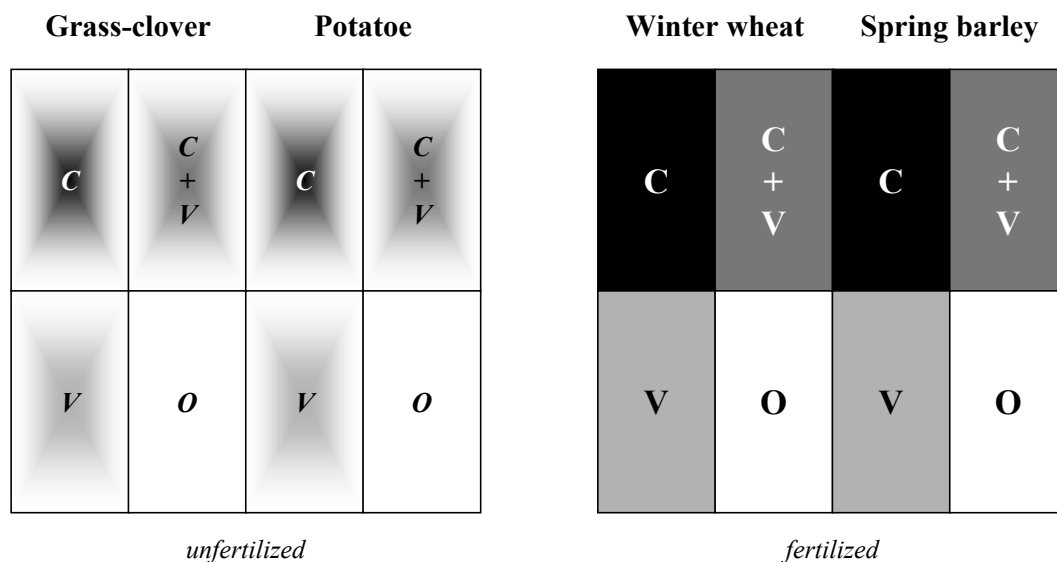 Grass-clover Potatoe Winter wheat Spring barley
C
C
+
V
C
C
+
V
C
C
+
V
C
C
+
V
V O V O V O V O
unfertilized fertilized